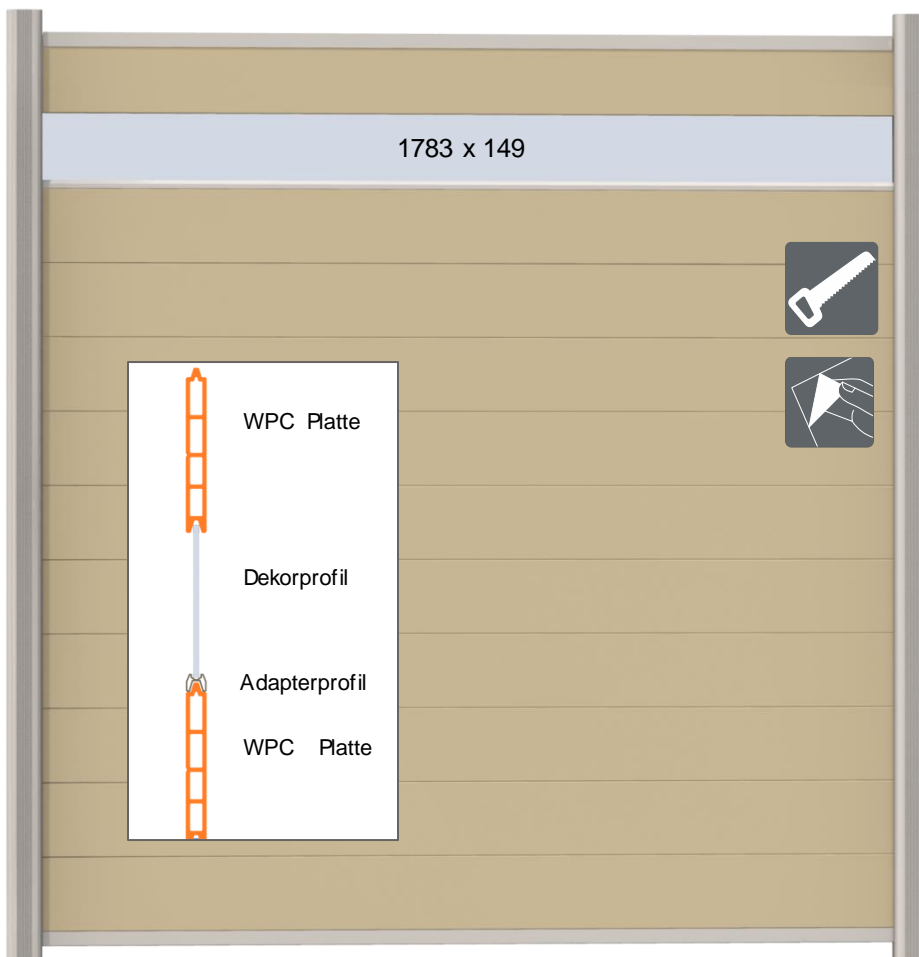 1783 x 149
WPC Platte
Dekorprofil
Adapterprofil
WPC Platte